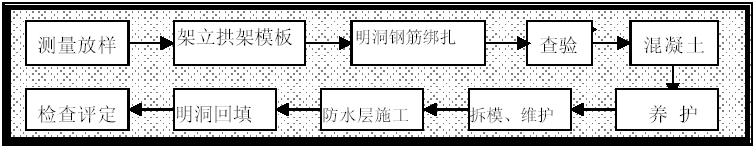 测量放样
架立拱架模板
明洞钢筋绑扎
查验
混凝土
检查评定
明洞回填
防水层施工
拆模、维护
养 护